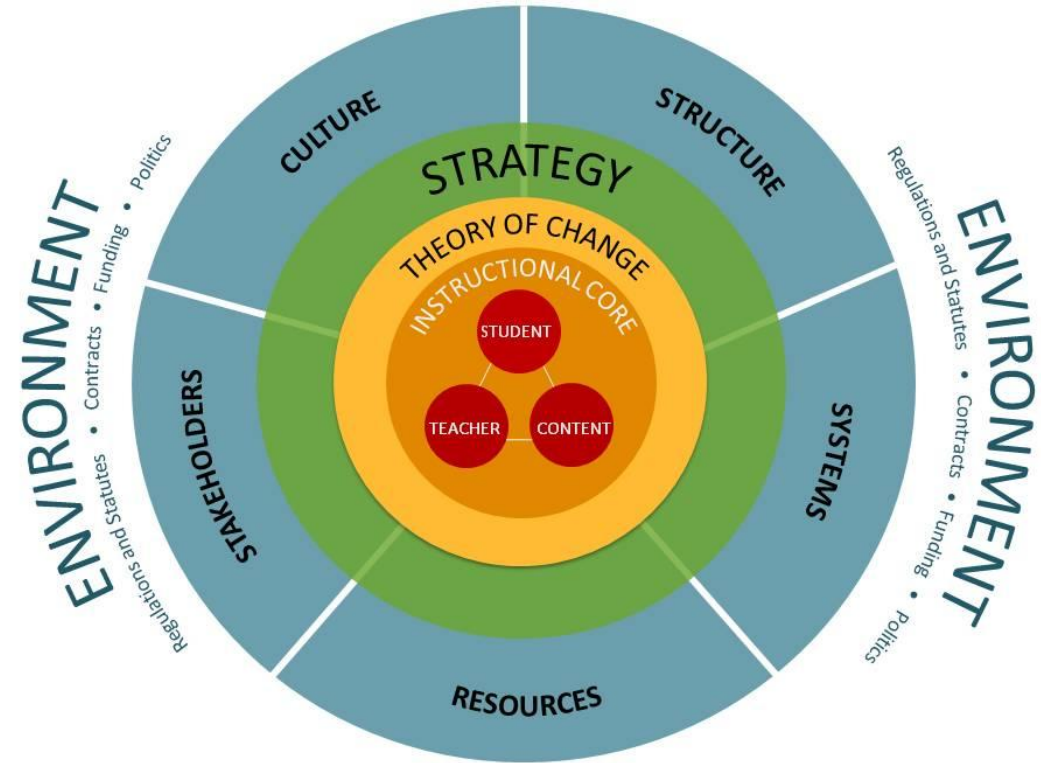 CULTURE
STRUCTURE
STRATEGY
THEORY OF CHANGE
INSTRUCTIONAL CORE
STUDENT
TEACHER
CONTENT
STAKEHOLDERS
SYSTEMS
RESOURCES
ENVIRONMENT
Regulations and Statutes • Contracts • Funding • Politics
ENVIRONMENT
Regulations and Statutes • Contracts • Funding • Politics